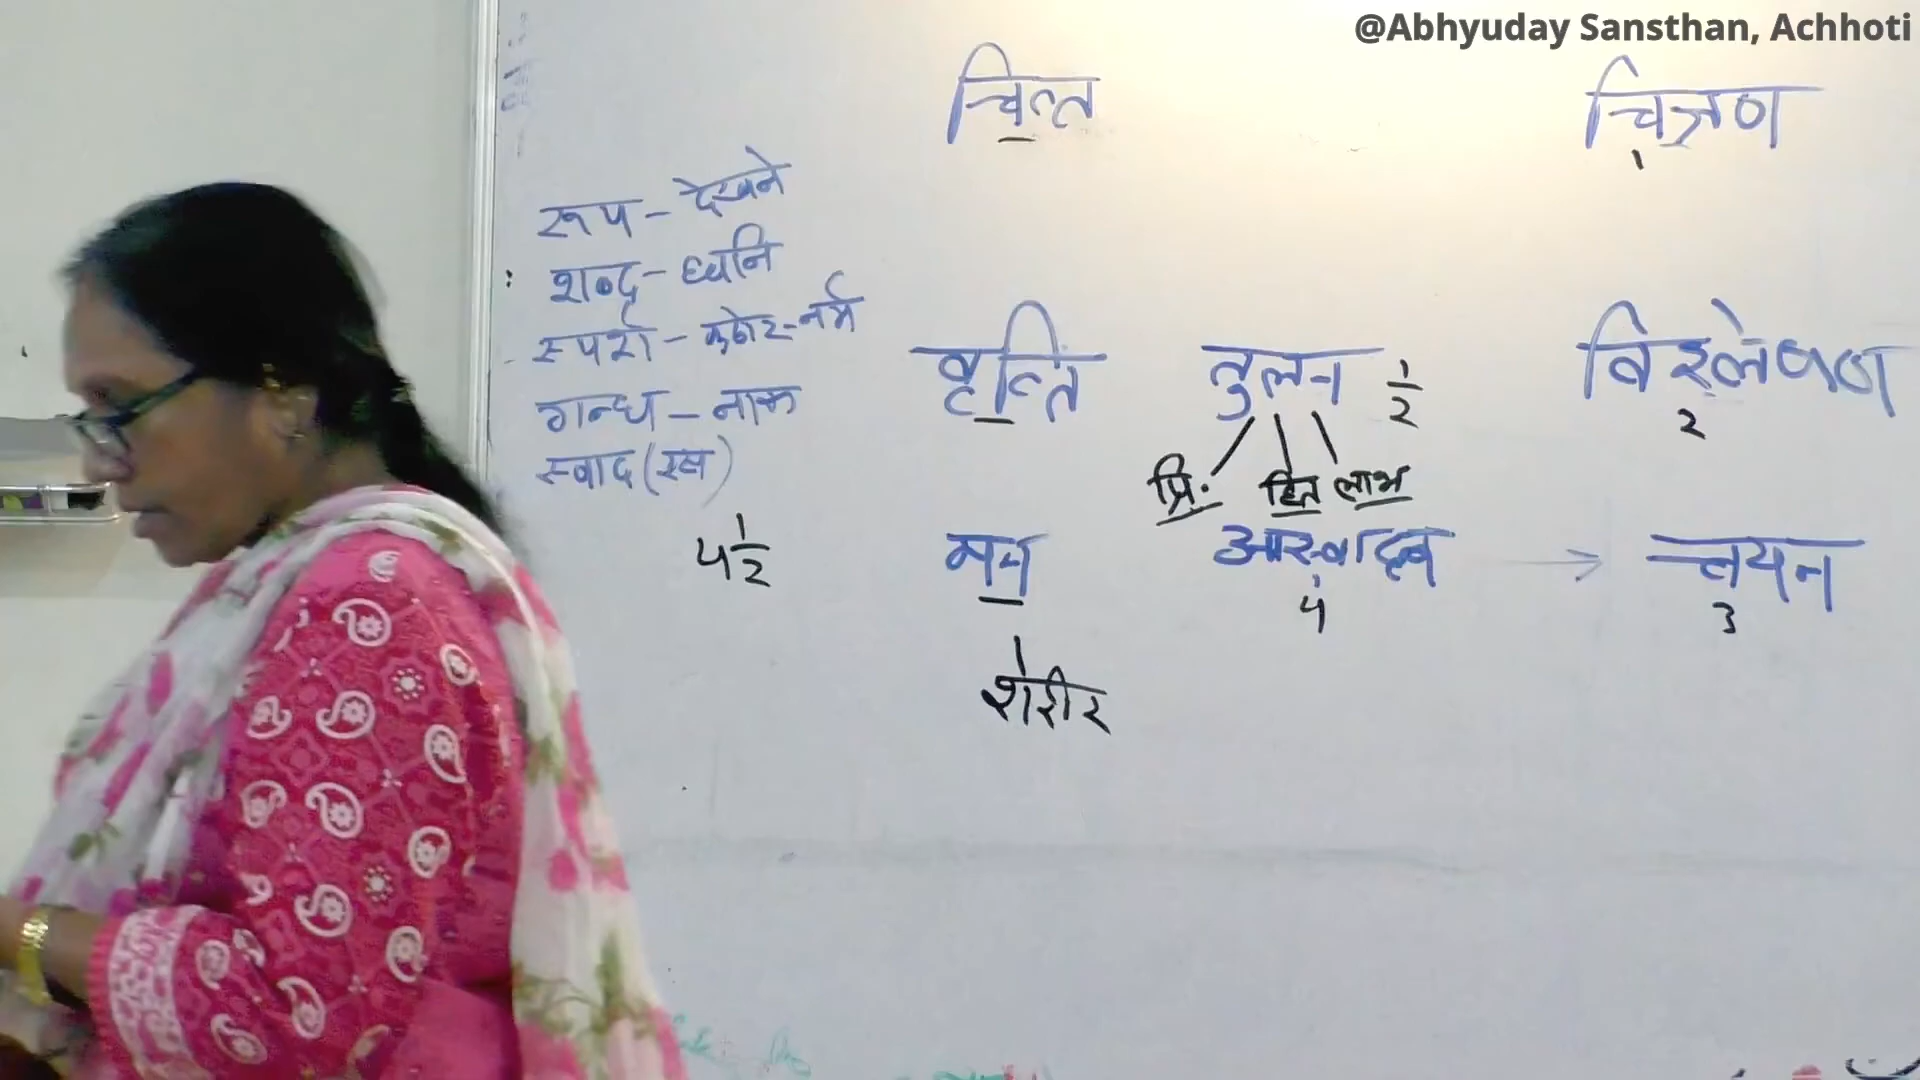 @Abhyuday Sansthan, Achhoti
चित्त चित्रण
1
रूप - देखने
शब्द - ध्वनि
स्पर्श - कठोर - नर्म
गन्ध - नाक
स्वाद (रस)
वृत्ति तुलन 1/2 विश्लेषण
2
प्रि. हित लाभ
4 1/2 मन आस्वादन → चयन
4 3
शरीर